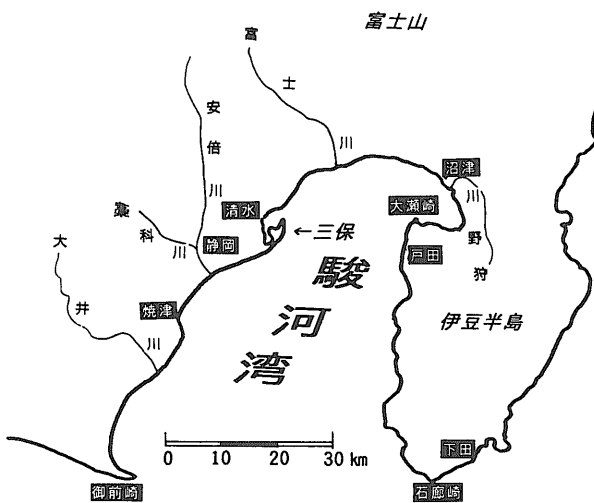 富士山
富士川
安倍川
藁科川
大井川
清水
静岡
焼津
御前崎
←三保
駿河湾
沼津
大瀬崎
戸田
狩野川
伊豆半島
下田
石廊崎
0 10 20 30 km